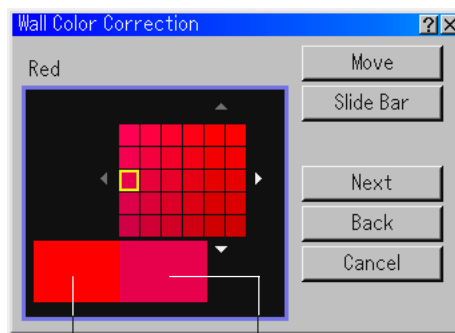 Wall Color Correction
Red
Move
Slide Bar
Next
Back
Cancel